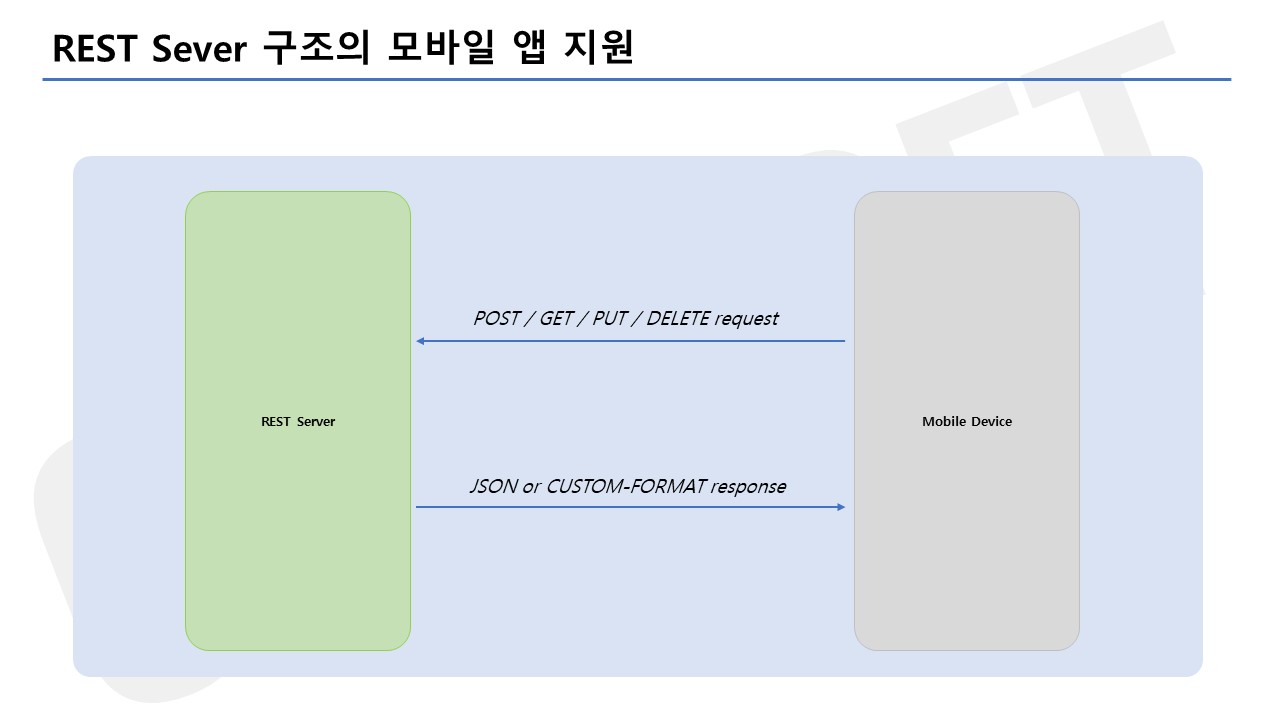 REST Sever 구조의 모바일 앱 지원
POST / GET / PUT / DELETE request
REST Server
Mobile Device
JSON or CUSTOM-FORMAT response